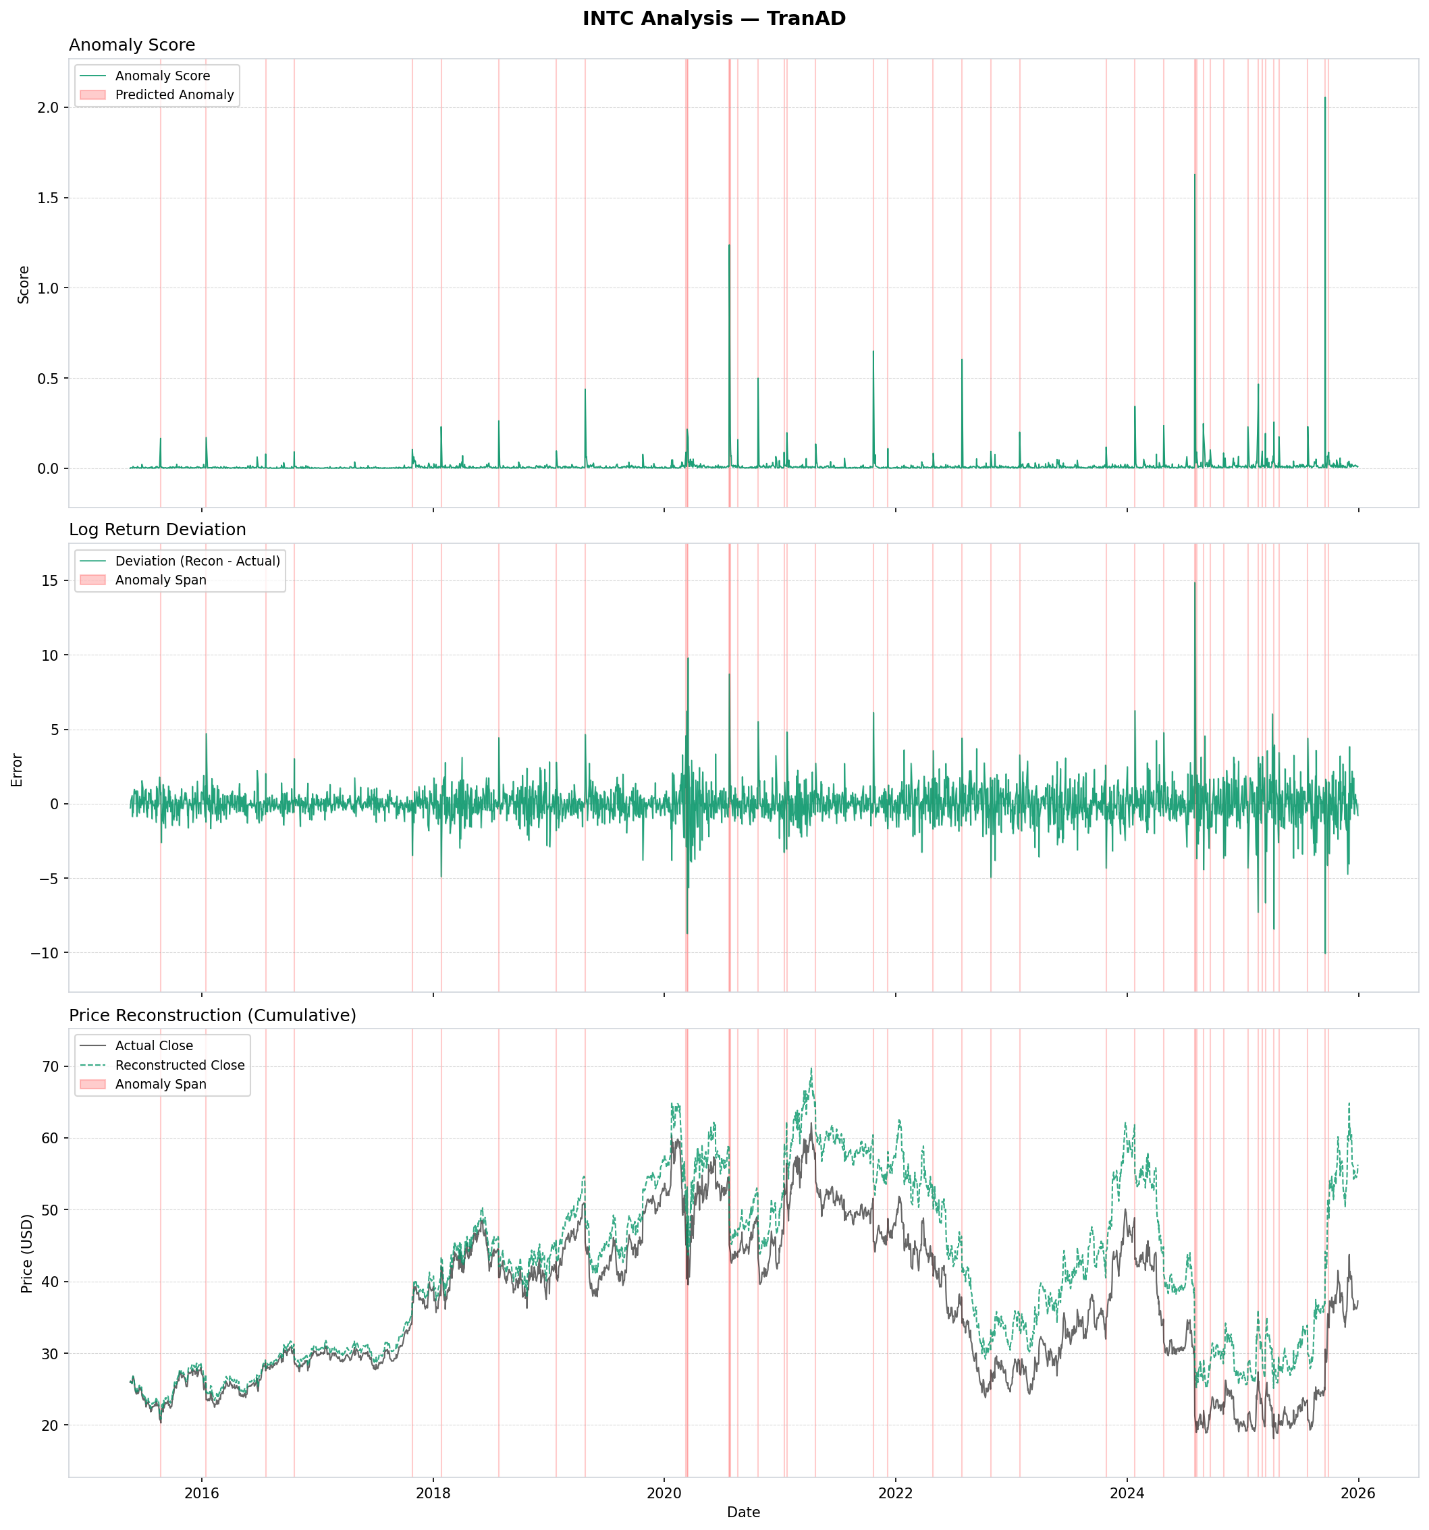 INTC Analysis — TranAD
Anomaly Score
Anomaly Score
Predicted Anomaly
Score
2.0
1.5
1.0
0.5
0.0
Log Return Deviation
Deviation (Recon - Actual)
Anomaly Span
Error
15
10
5
0
−5
−10
Price Reconstruction (Cumulative)
Actual Close
Reconstructed Close
Anomaly Span
Price (USD)
70
60
50
40
30
20
2016 2018 2020 2022 2024 2026
Date